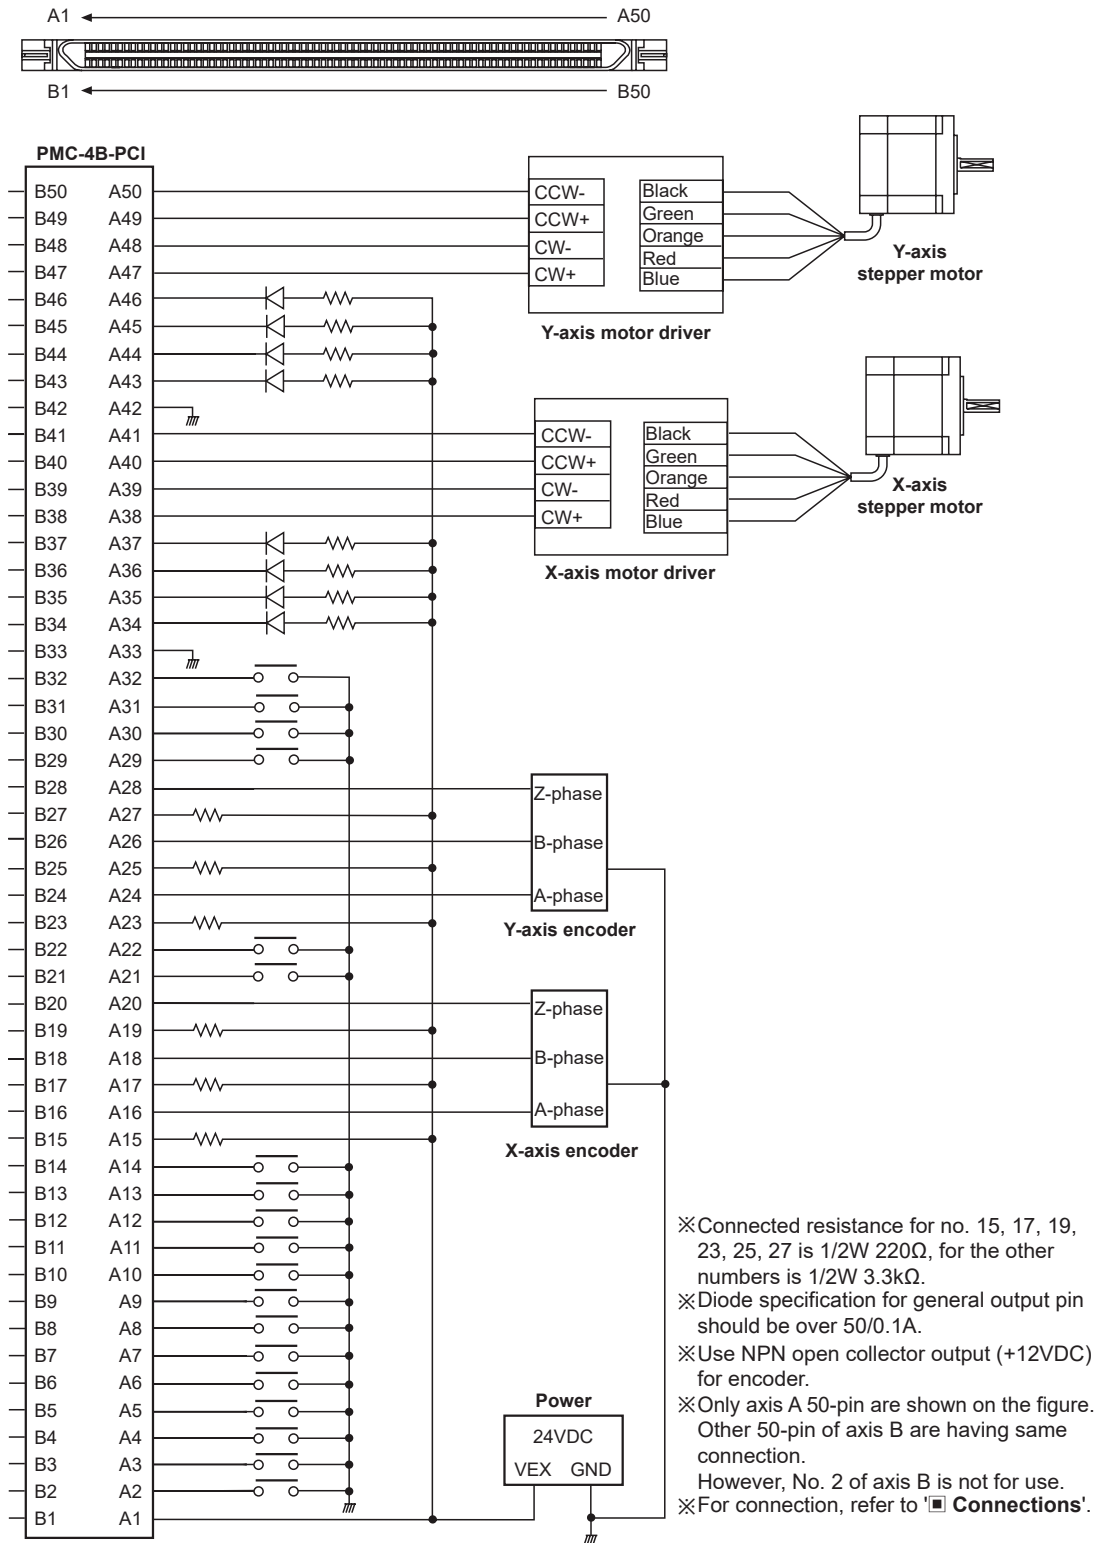 A1 A50
B1 B50
PMC-4B-PCI
B50 A50
B49 A49
B48 A48
B47 A47
B46 A46
B45 A45
B44 A44
B43 A43
B42 A42
B41 A41
B40 A40
B39 A39
B38 A38
B37 A37
B36 A36
B35 A35
B34 A34
B33 A33
B32 A32
B31 A31
B30 A30
B29 A29
B28 A28
B27 A27
B26 A26
B25 A25
B24 A24
B23 A23
B22 A22
B21 A21
B20 A20
B19 A19
B18 A18
B17 A17
B16 A16
B15 A15
B14 A14
B13 A13
B12 A12
B11 A11
B10 A10
B9 A9
B8 A8
B7 A7
B6 A6
B5 A5
B4 A4
B3 A3
B2 A2
B1 A1
CCW-
CCW+
CW-
CW+
Black
Green
Orange
Red
Blue
Y-axis motor driver
Y-axis
stepper motor
CCW-
CCW+
CW-
CW+
Black
Green
Orange
Red
Blue
X-axis motor driver
X-axis
stepper motor
Z-phase
B-phase
A-phase
Y-axis encoder
Z-phase
B-phase
A-phase
X-axis encoder
Power
24VDC
VEX GND
※Connected resistance for no. 15, 17, 19,
23, 25, 27 is 1/2W 220Ω, for the other
numbers is 1/2W 3.3kΩ.
※Diode specification for general output pin
should be over 50/0.1A.
※Use NPN open collector output (+12VDC)
for encoder.
※Only axis A 50-pin are shown on the figure.
Other 50-pin of axis B are having same
connection.
However, No. 2 of axis B is not for use.
※For connection, refer to '▣ Connections'.